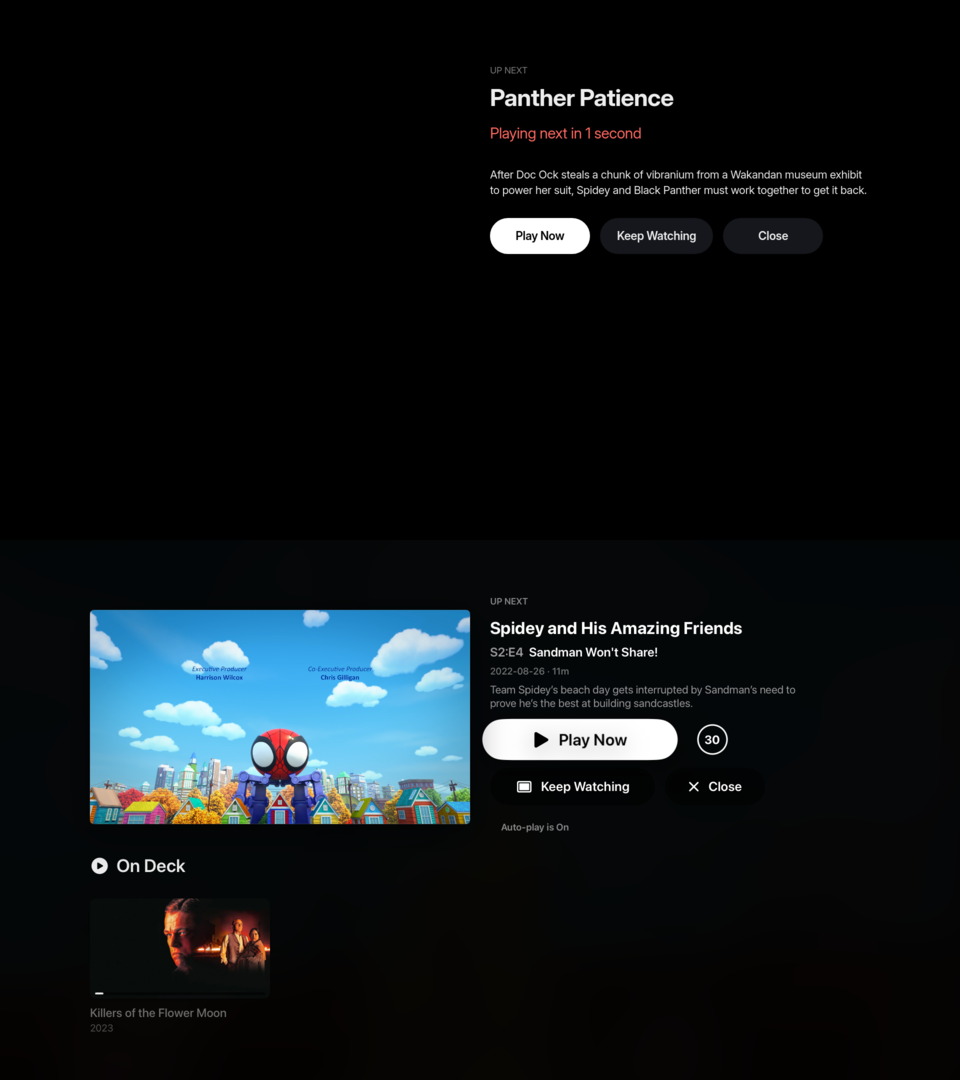 UP NEXT
Panther Patience
Playing next in 1 second
After Doc Ock steals a chunk of vibranium from a Wakandan museum exhibit
to power her suit, Spidey and Black Panther must work together to get it back.
Play Now
Keep Watching
Close
UP NEXT
Spidey and His Amazing Friends
S2:E4 Sandman Won't Share!
2022-08-26 · 11m
Team Spidey's beach day gets interrupted by Sandman's need to
prove he's the best at building sandcastles.
Play Now
30
Keep Watching
Close
Auto-play is On
Executive Producer
Harrison Wilcox
Co-Executive Producer
Chris Gilligan
On Deck
Killers of the Flower Moon
2023